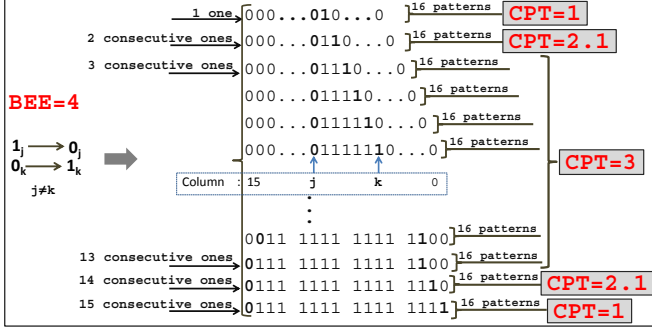 1 one 000...010...0 16 patterns CPT=1
2 consecutive ones 000...0110...0 16 patterns CPT=2.1
3 consecutive ones 000...01110...0 16 patterns
BEE=4 000...011110...0 16 patterns
000...0111110...0 16 patterns
1j → 0j 000...01111110...0 16 patterns CPT=3
0k → 1k
j≠k
Column : 15 j k 0
⋮
0011 1111 1111 1100 16 patterns
13 consecutive ones 0111 1111 1111 1100 16 patterns
14 consecutive ones 0111 1111 1111 1110 16 patterns CPT=2.1
15 consecutive ones 0111 1111 1111 1111 16 patterns CPT=1